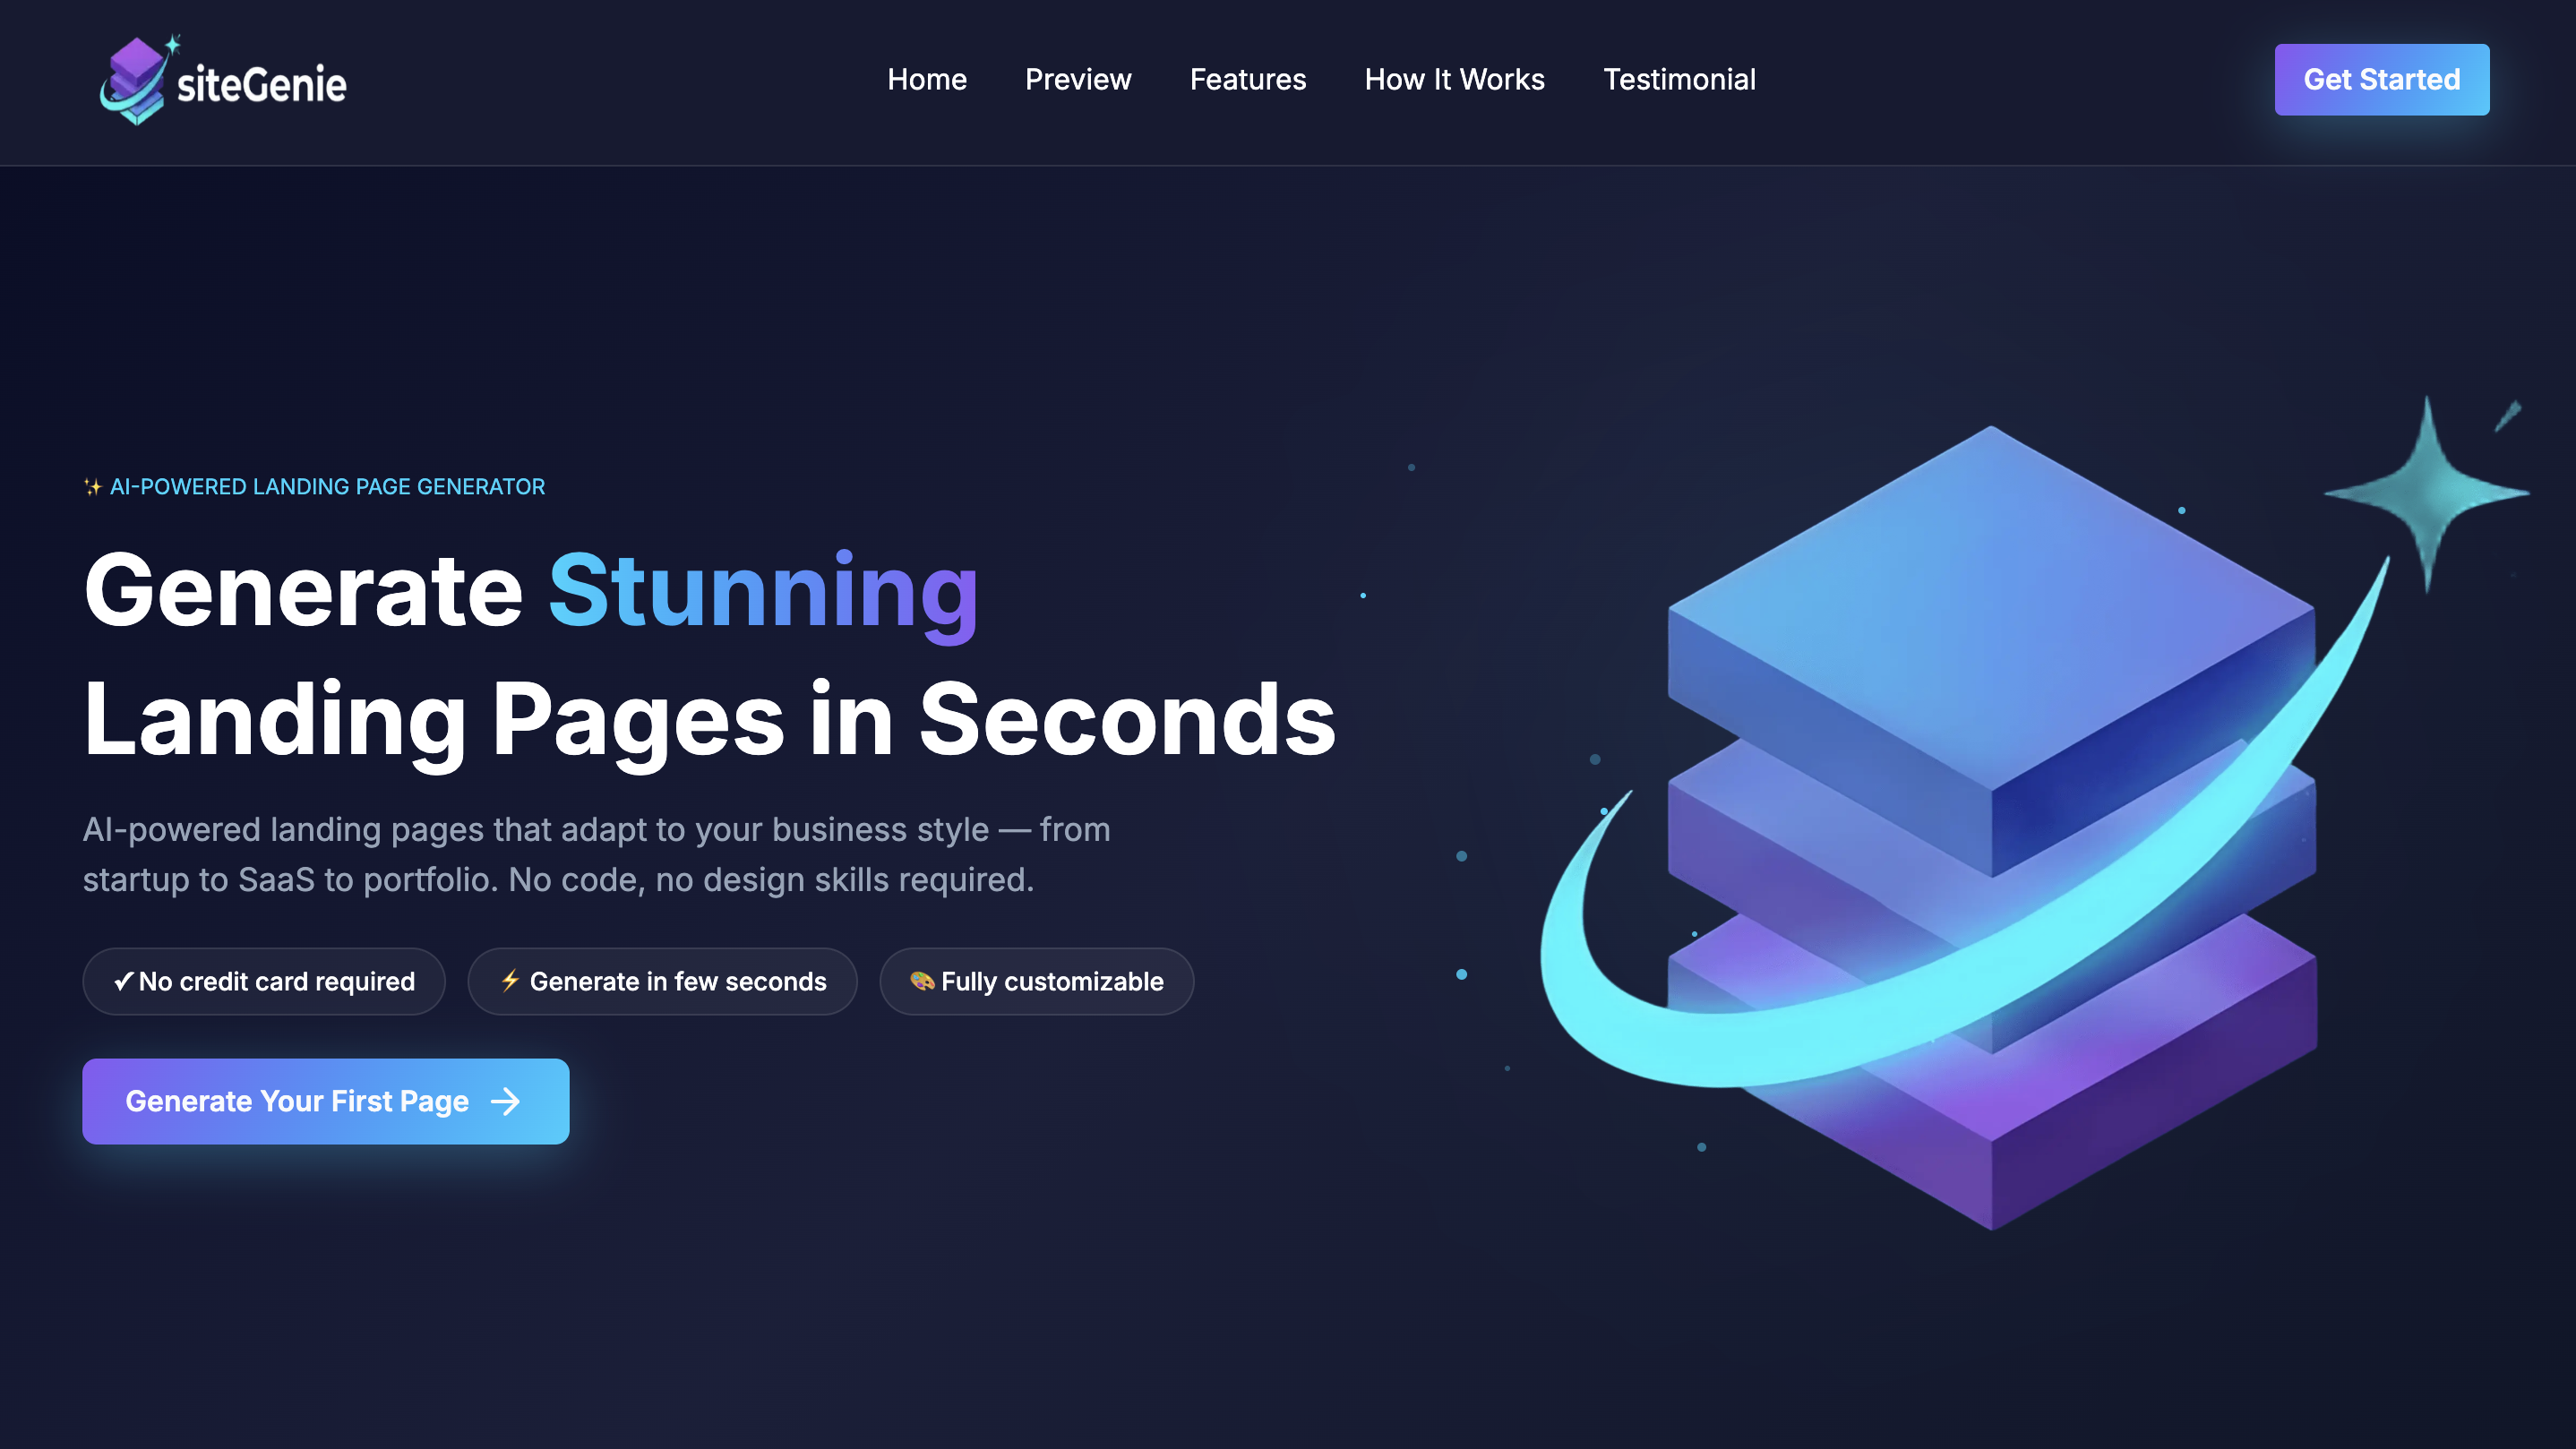 siteGenie
Home
Preview
Features
How It Works
Testimonial
Get Started
✨ AI-POWERED LANDING PAGE GENERATOR
Generate Stunning
Landing Pages in Seconds
AI-powered landing pages that adapt to your business style — from
startup to SaaS to portfolio. No code, no design skills required.
✔ No credit card required
⚡ Generate in few seconds
🎨 Fully customizable
Generate Your First Page →